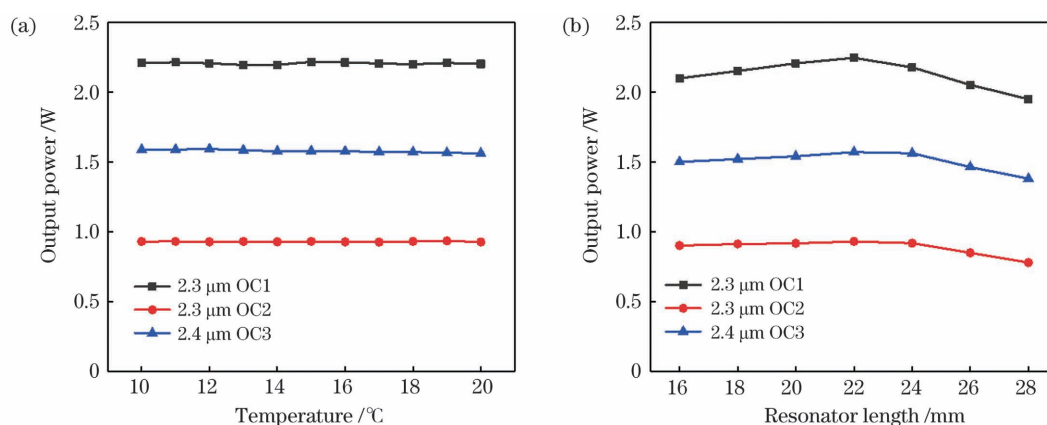 (a)
2.5
2.0
1.5
1.0
0.5
0
Output power /W
2.3 μm OC1
2.3 μm OC2
2.4 μm OC3
10 12 14 16 18 20
Temperature /℃
(b)
2.5
2.0
1.5
1.0
0.5
0
Output power /W
2.3 μm OC1
2.3 μm OC2
2.4 μm OC3
16 18 20 22 24 26 28
Resonator length /mm